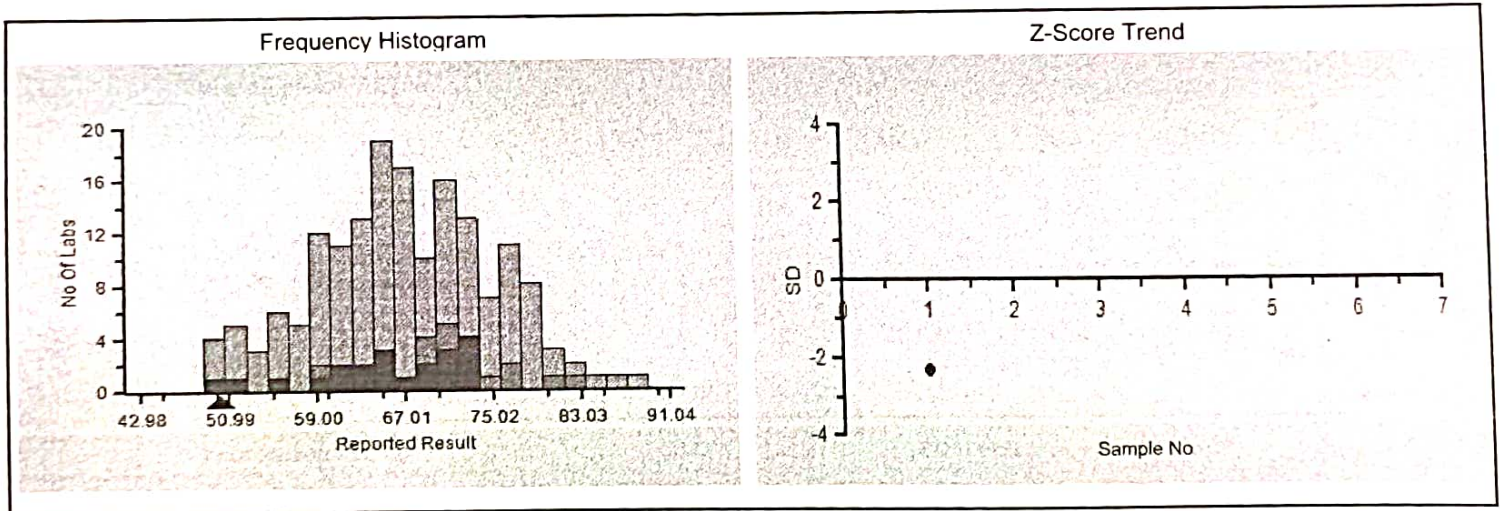 Frequency Histogram
No Of Labs
20
16
12
8
4
0
42.98 50.99 59.00 67.01 75.02 83.03 91.04
Reported Result
Z-Score Trend
SD
4
2
0
-2
-4
0 1 2 3 4 5 6 7
Sample No